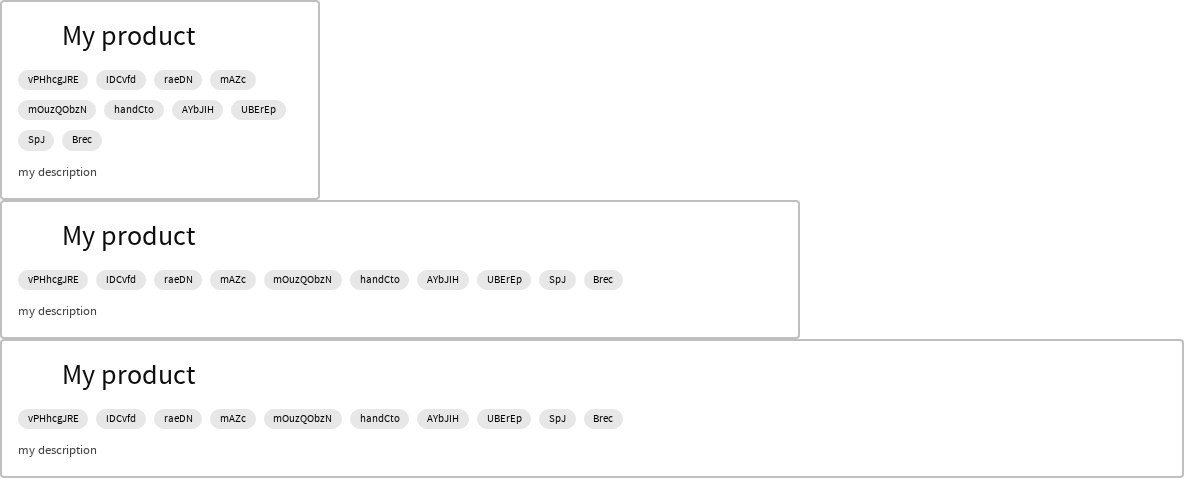 My product
vPHhcgJRE IDCvfd raeDN mAZc
mOuzQObzN handCto AYbJIH UBErEp
SpJ Brec
my description
My product
vPHhcgJRE IDCvfd raeDN mAZc mOuzQObzN handCto AYbJIH UBErEp SpJ Brec
my description
My product
vPHhcgJRE IDCvfd raeDN mAZc mOuzQObzN handCto AYbJIH UBErEp SpJ Brec
my description